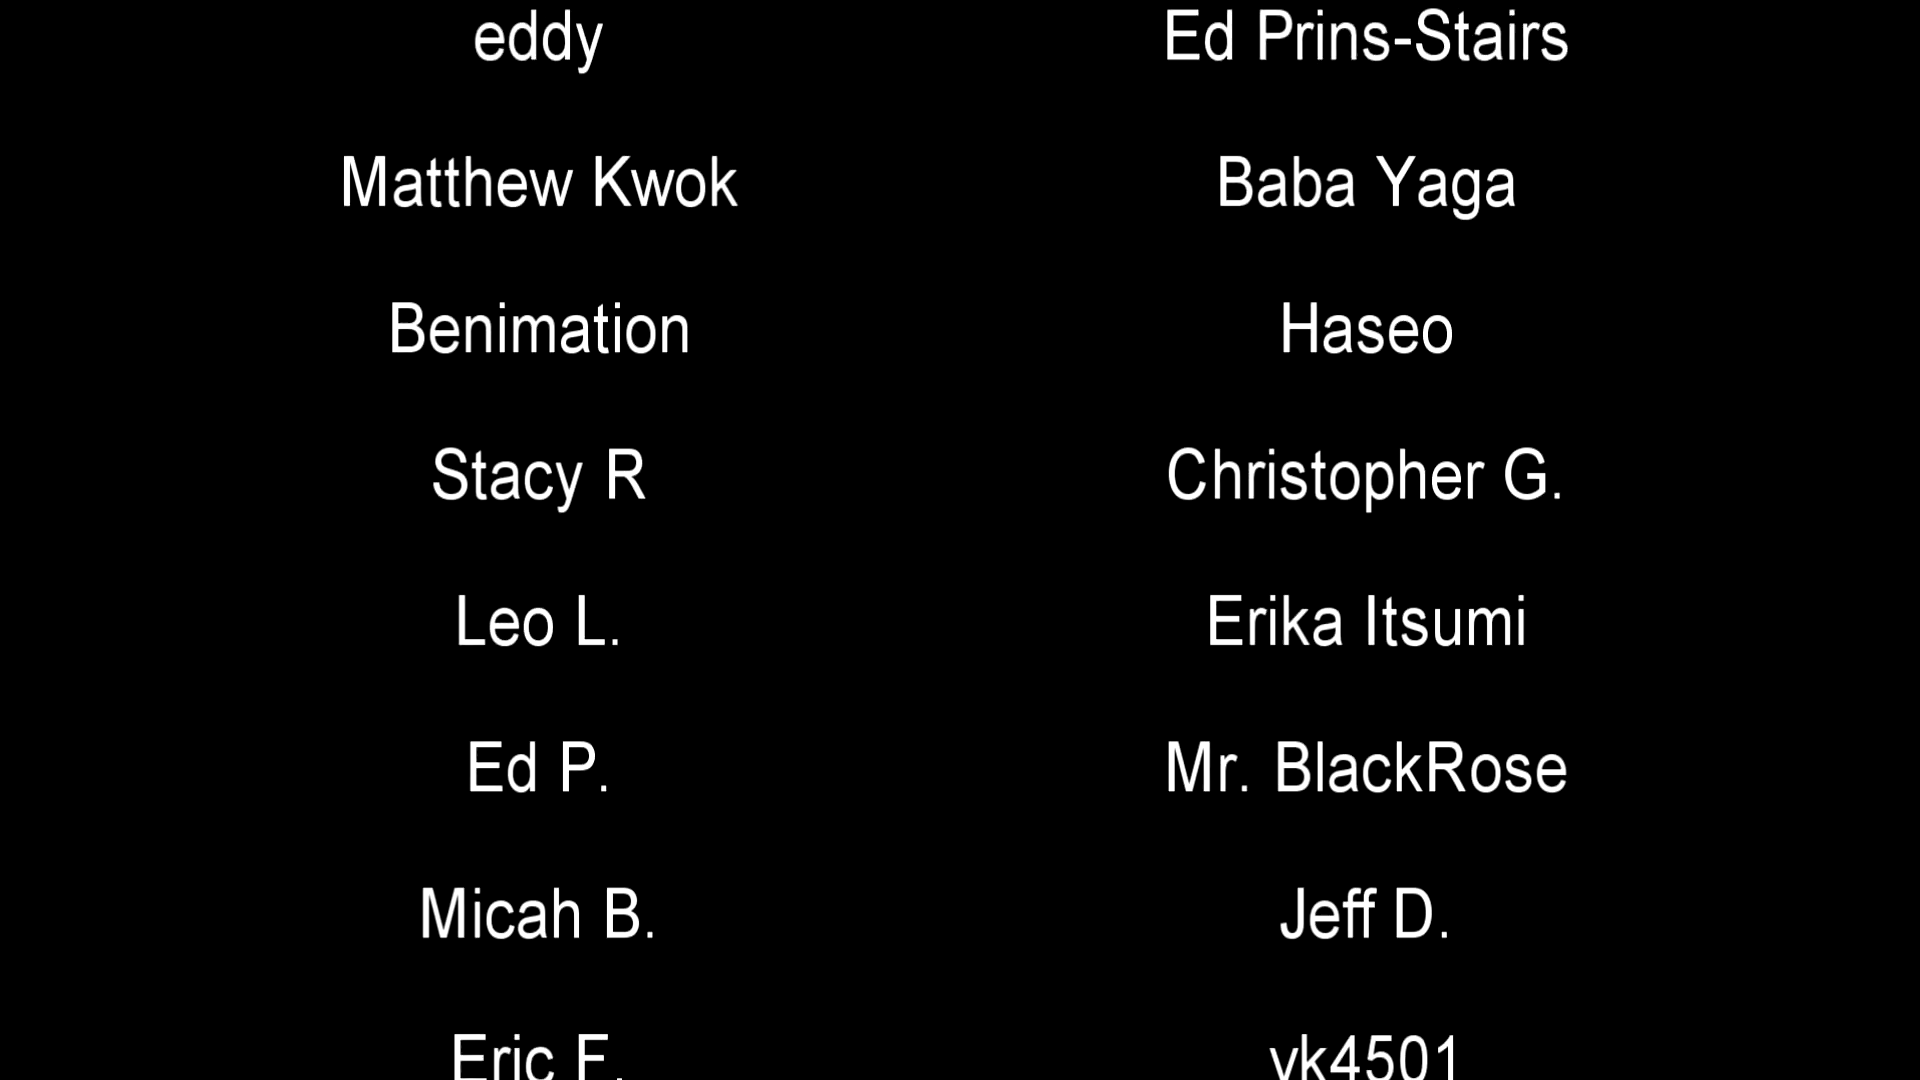 eddy
Ed Prins-Stairs
Matthew Kwok
Baba Yaga
Benimation
Haseo
Stacy R
Christopher G.
Leo L.
Erika Itsumi
Ed P.
Mr. BlackRose
Micah B.
Jeff D.
Eric